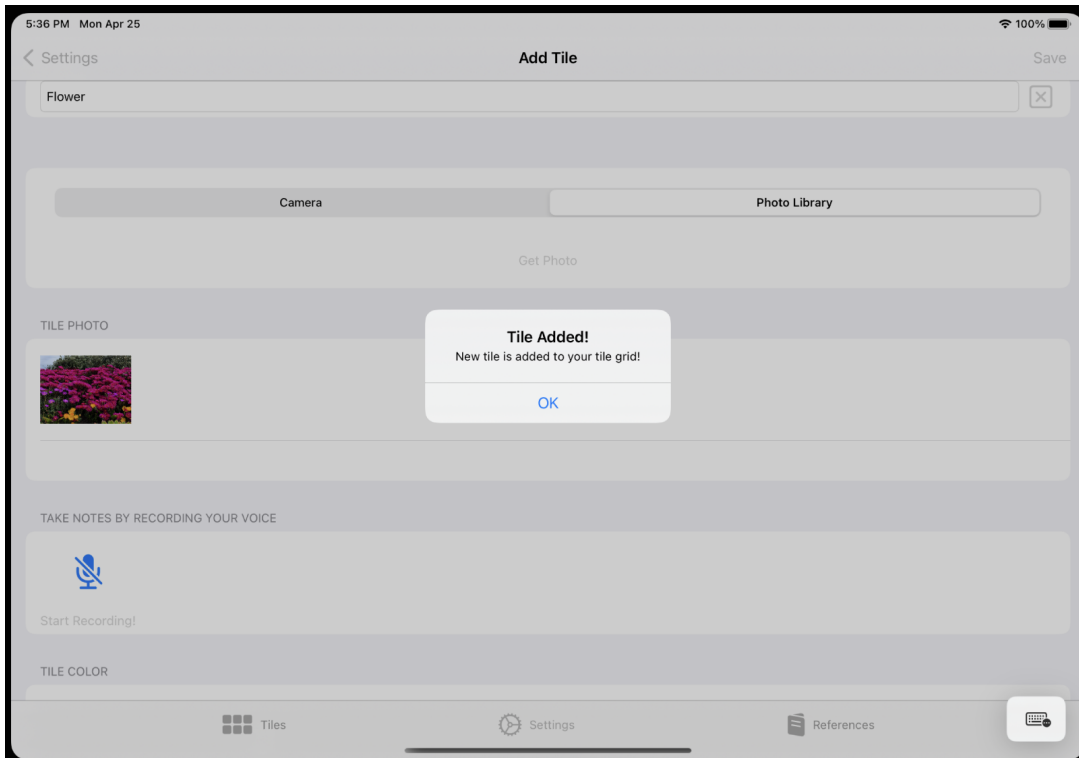 5:36 PM Mon Apr 25
100%
Settings
Add Tile
Save
Flower
Camera
Photo Library
Get Photo
TILE PHOTO
Tile Added!
New tile is added to your tile grid!
OK
TAKE NOTES BY RECORDING YOUR VOICE
Start Recording!
TILE COLOR
Tiles
Settings
References